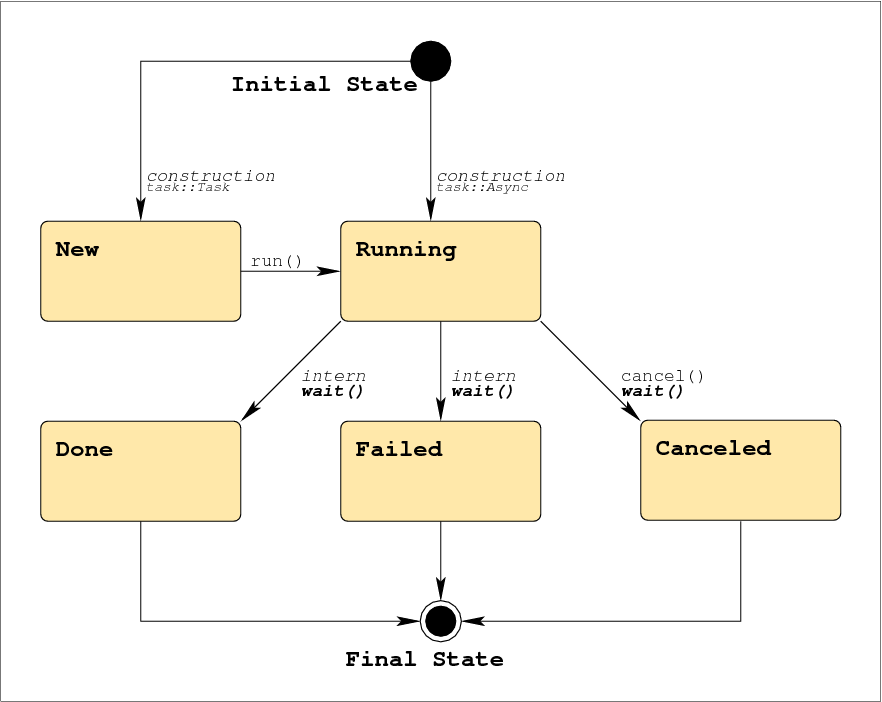 Initial State
construction
task::Task
construction
task::Async
New
run()
Running
intern
wait()
intern
wait()
cancel()
wait()
Done
Failed
Canceled
Final State